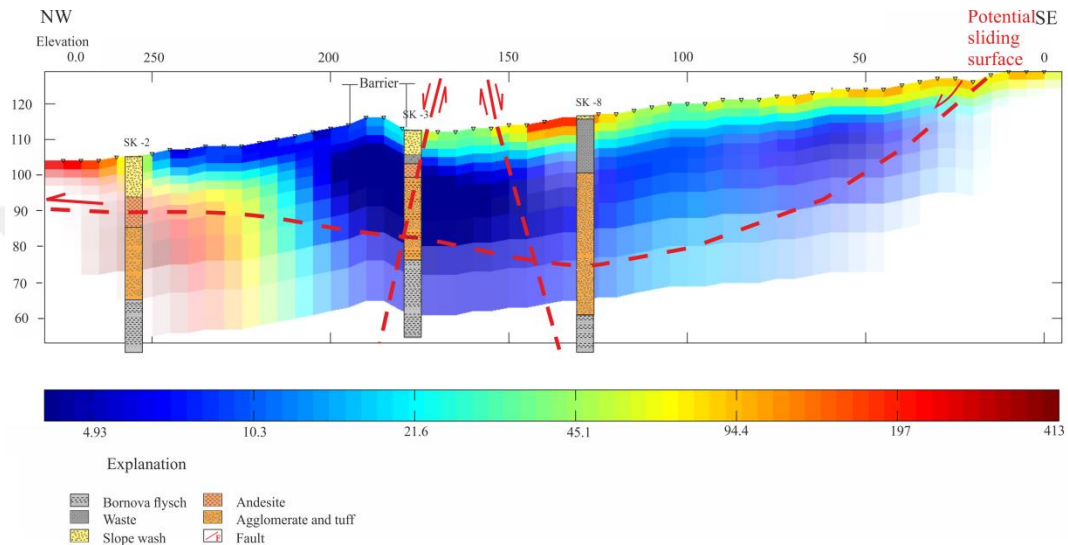 NW
Potential SE
sliding
surface
Elevation
0.0 250 200 150 100 50 0
Barrier
120
110
100
90
80
70
60
SK -2
SK -3
SK -8
4.93 10.3 21.6 45.1 94.4 197 413
Explanation
Bornova flysch
Waste
Slope wash
Andesite
Agglomerate and tuff
F Fault